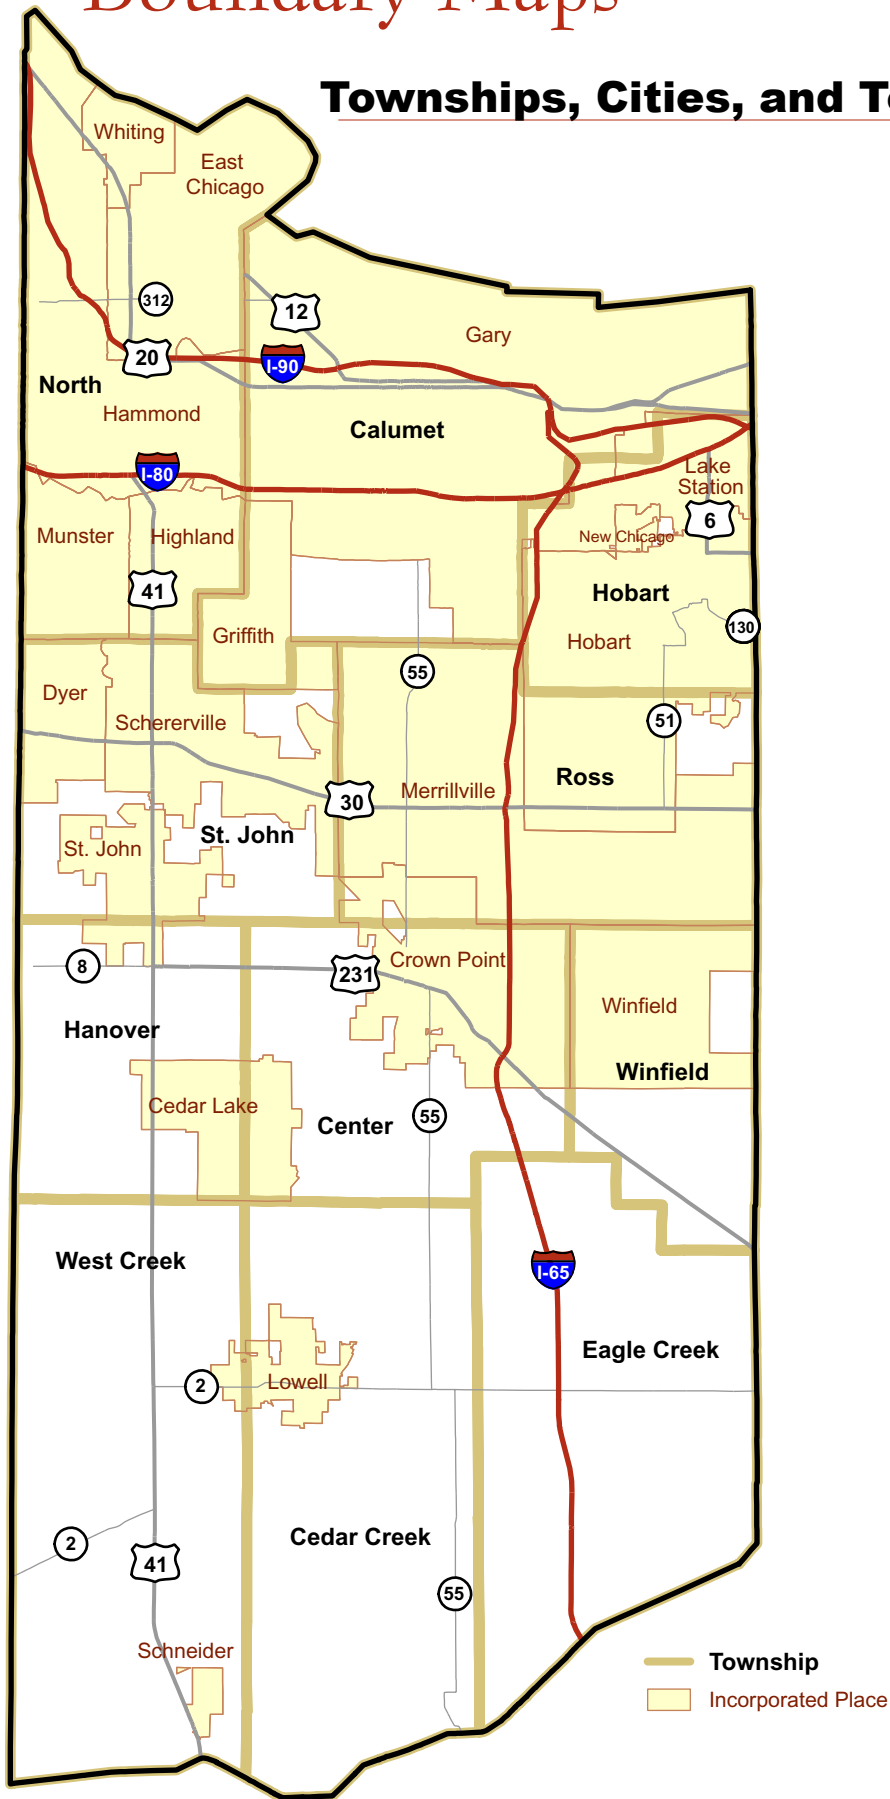 Boundary Maps
Townships, Cities, and To
Whiting
East
Chicago
312
12
Gary
20
I-90
North
Hammond
Calumet
I-80
Lake
Station
6
Munster
Highland
New Chicago
41
Hobart
130
Griffith
Hobart
55
Dyer
Schererville
51
Ross
Merrillville
30
St. John
St. John
8
231
Crown Point
Winfield
Hanover
Winfield
Cedar Lake
Center
55
West Creek
I-65
Eagle Creek
2
Lowell
2
Cedar Creek
41
55
Schneider
Township
Incorporated Place